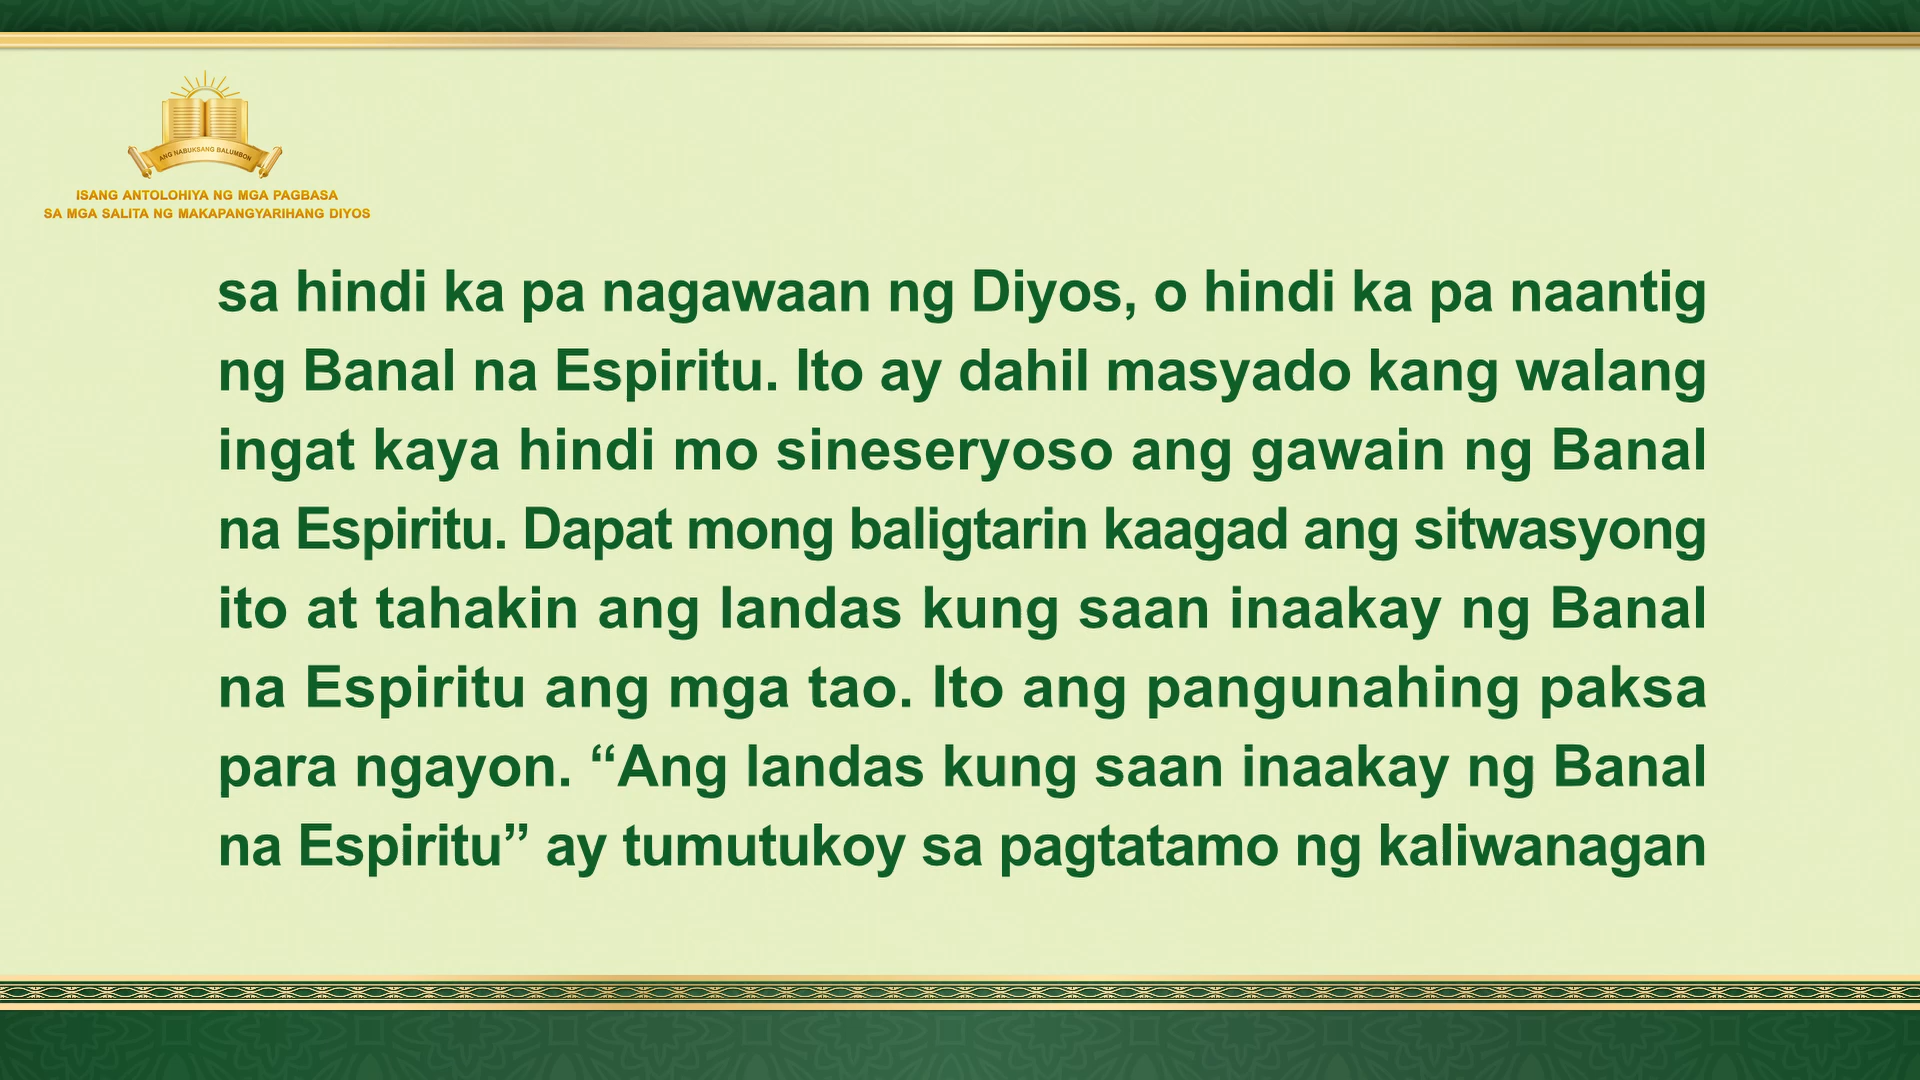 ANG NABUKSANG BALUMBON
ISANG ANTOLOHIYA NG MGA PAGBASA
SA MGA SALITA NG MAKAPANGYARIHANG DIYOS
sa hindi ka pa nagawaan ng Diyos, o hindi ka pa naantig
ng Banal na Espiritu. Ito ay dahil masyado kang walang
ingat kaya hindi mo sineseryoso ang gawain ng Banal
na Espiritu. Dapat mong baligtarin kaagad ang sitwasyong
ito at tahakin ang landas kung saan inaakay ng Banal
na Espiritu ang mga tao. Ito ang pangunahing paksa
para ngayon. “Ang landas kung saan inaakay ng Banal
na Espiritu” ay tumutukoy sa pagtatamo ng kaliwanagan